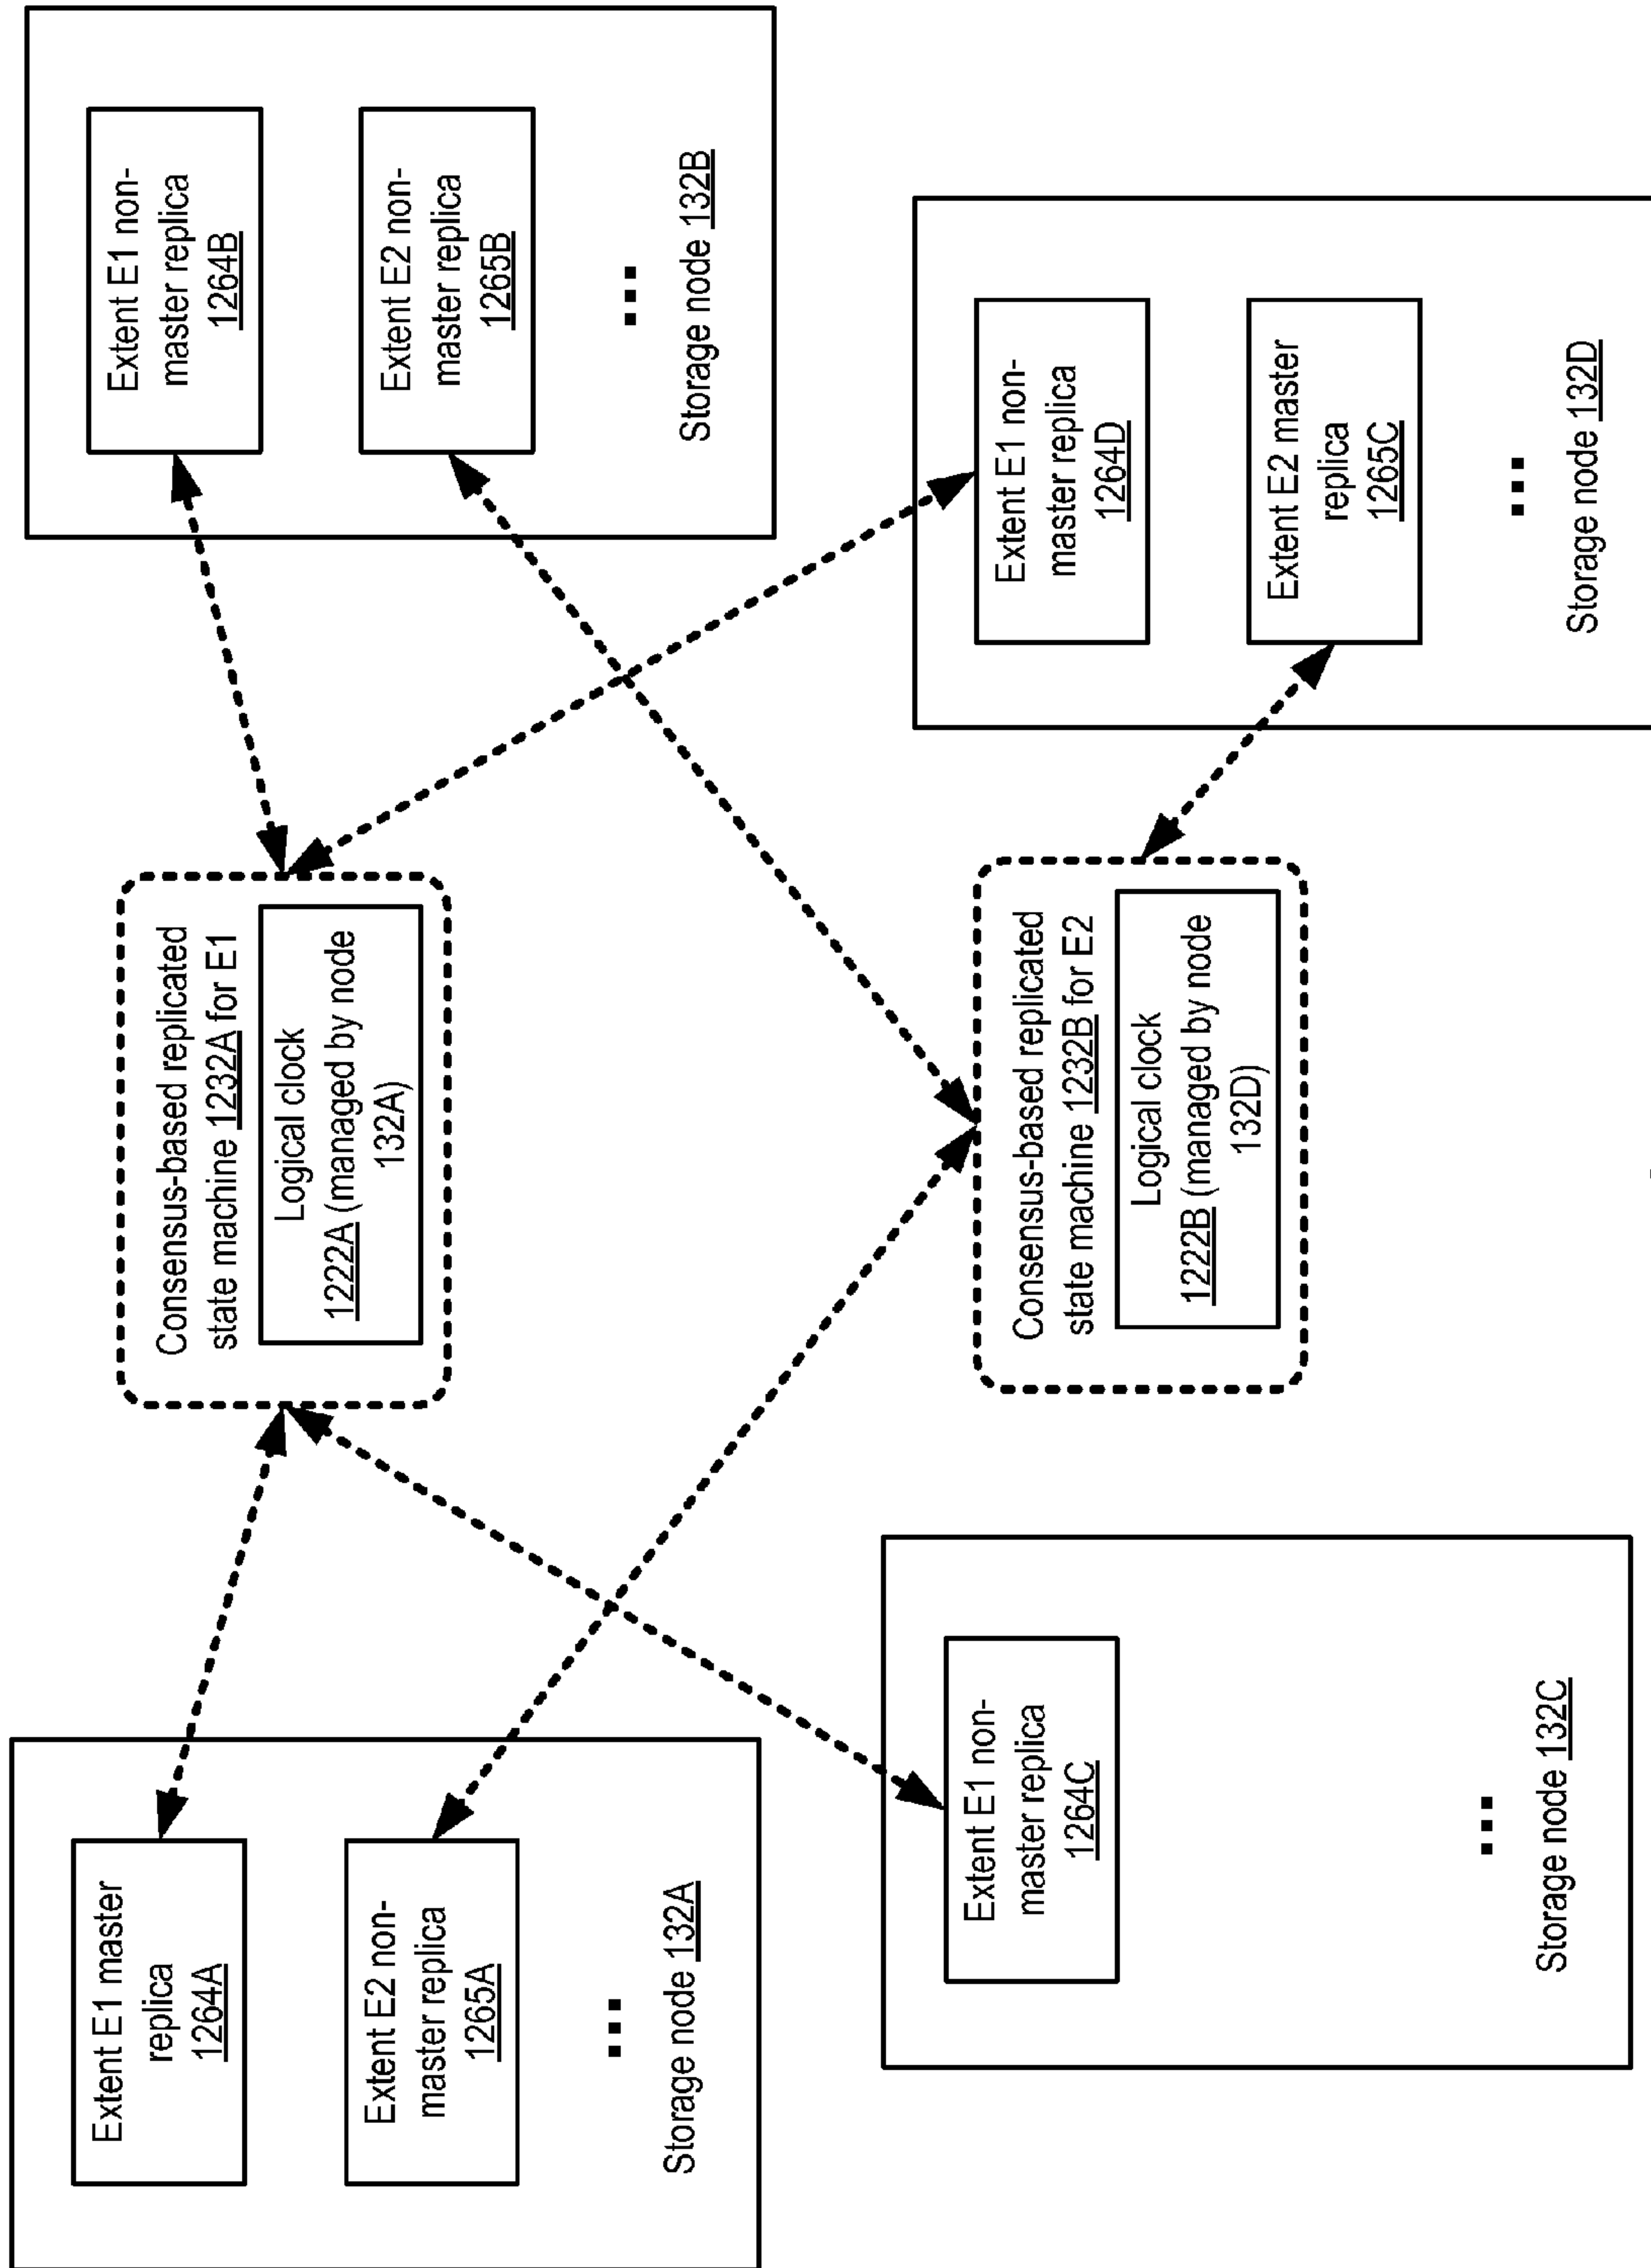 Extent E1 master
replica
1264A
Extent E2 non-
master replica
1265A
...
Storage node 132A
Consensus-based replicated
state machine 1232A for E1
Logical clock
1222A (managed by node
132A)
Extent E1 non-
master replica
1264B
Extent E2 non-
master replica
1265B
...
Storage node 132B
Extent E1 non-
master replica
1264C
...
Storage node 132C
Consensus-based replicated
state machine 1232B for E2
Logical clock
1222B (managed by node
132D)
Extent E1 non-
master replica
1264D
Extent E2 master
replica
1265C
...
Storage node 132D